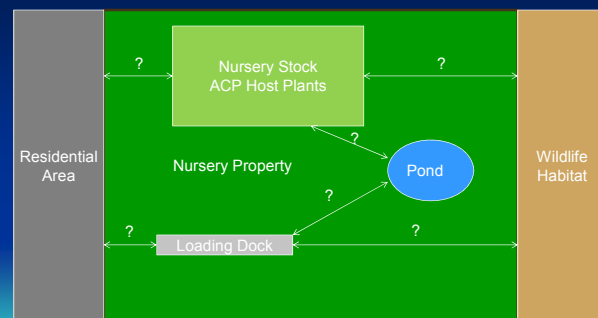 ?
?
Nursery Stock
ACP Host Plants
?
Residential
Area
Nursery Property
Pond
Wildlife
Habitat
?
?
?
Loading Dock